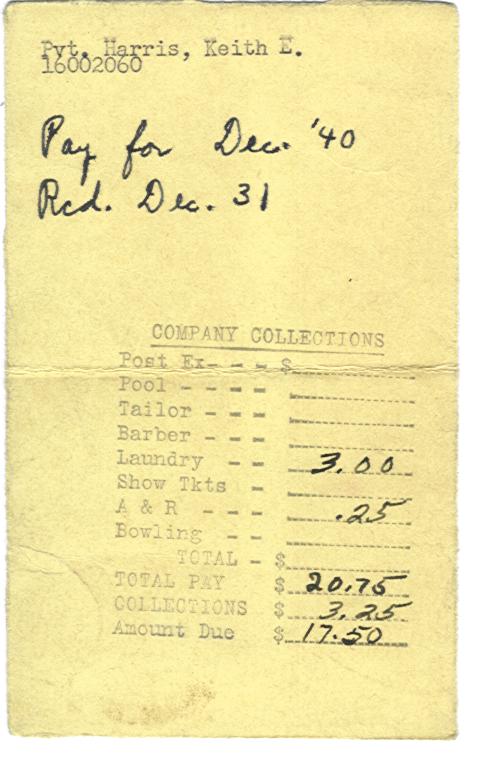 Pvt. Harris, Keith E.
16002060
Pay for Dec. '40
Rcd. Dec. 31
COMPANY COLLECTIONS
Post Ex- - - $
Pool - - - -
Tailor - - -
Barber - - -
Laundry - - 3.00
Show Tkts -
A & R - - - .25
Bowling - -
TOTAL - $
TOTAL PAY $ 20.75
COLLECTIONS $ 3.25
Amount Due $ 17.50